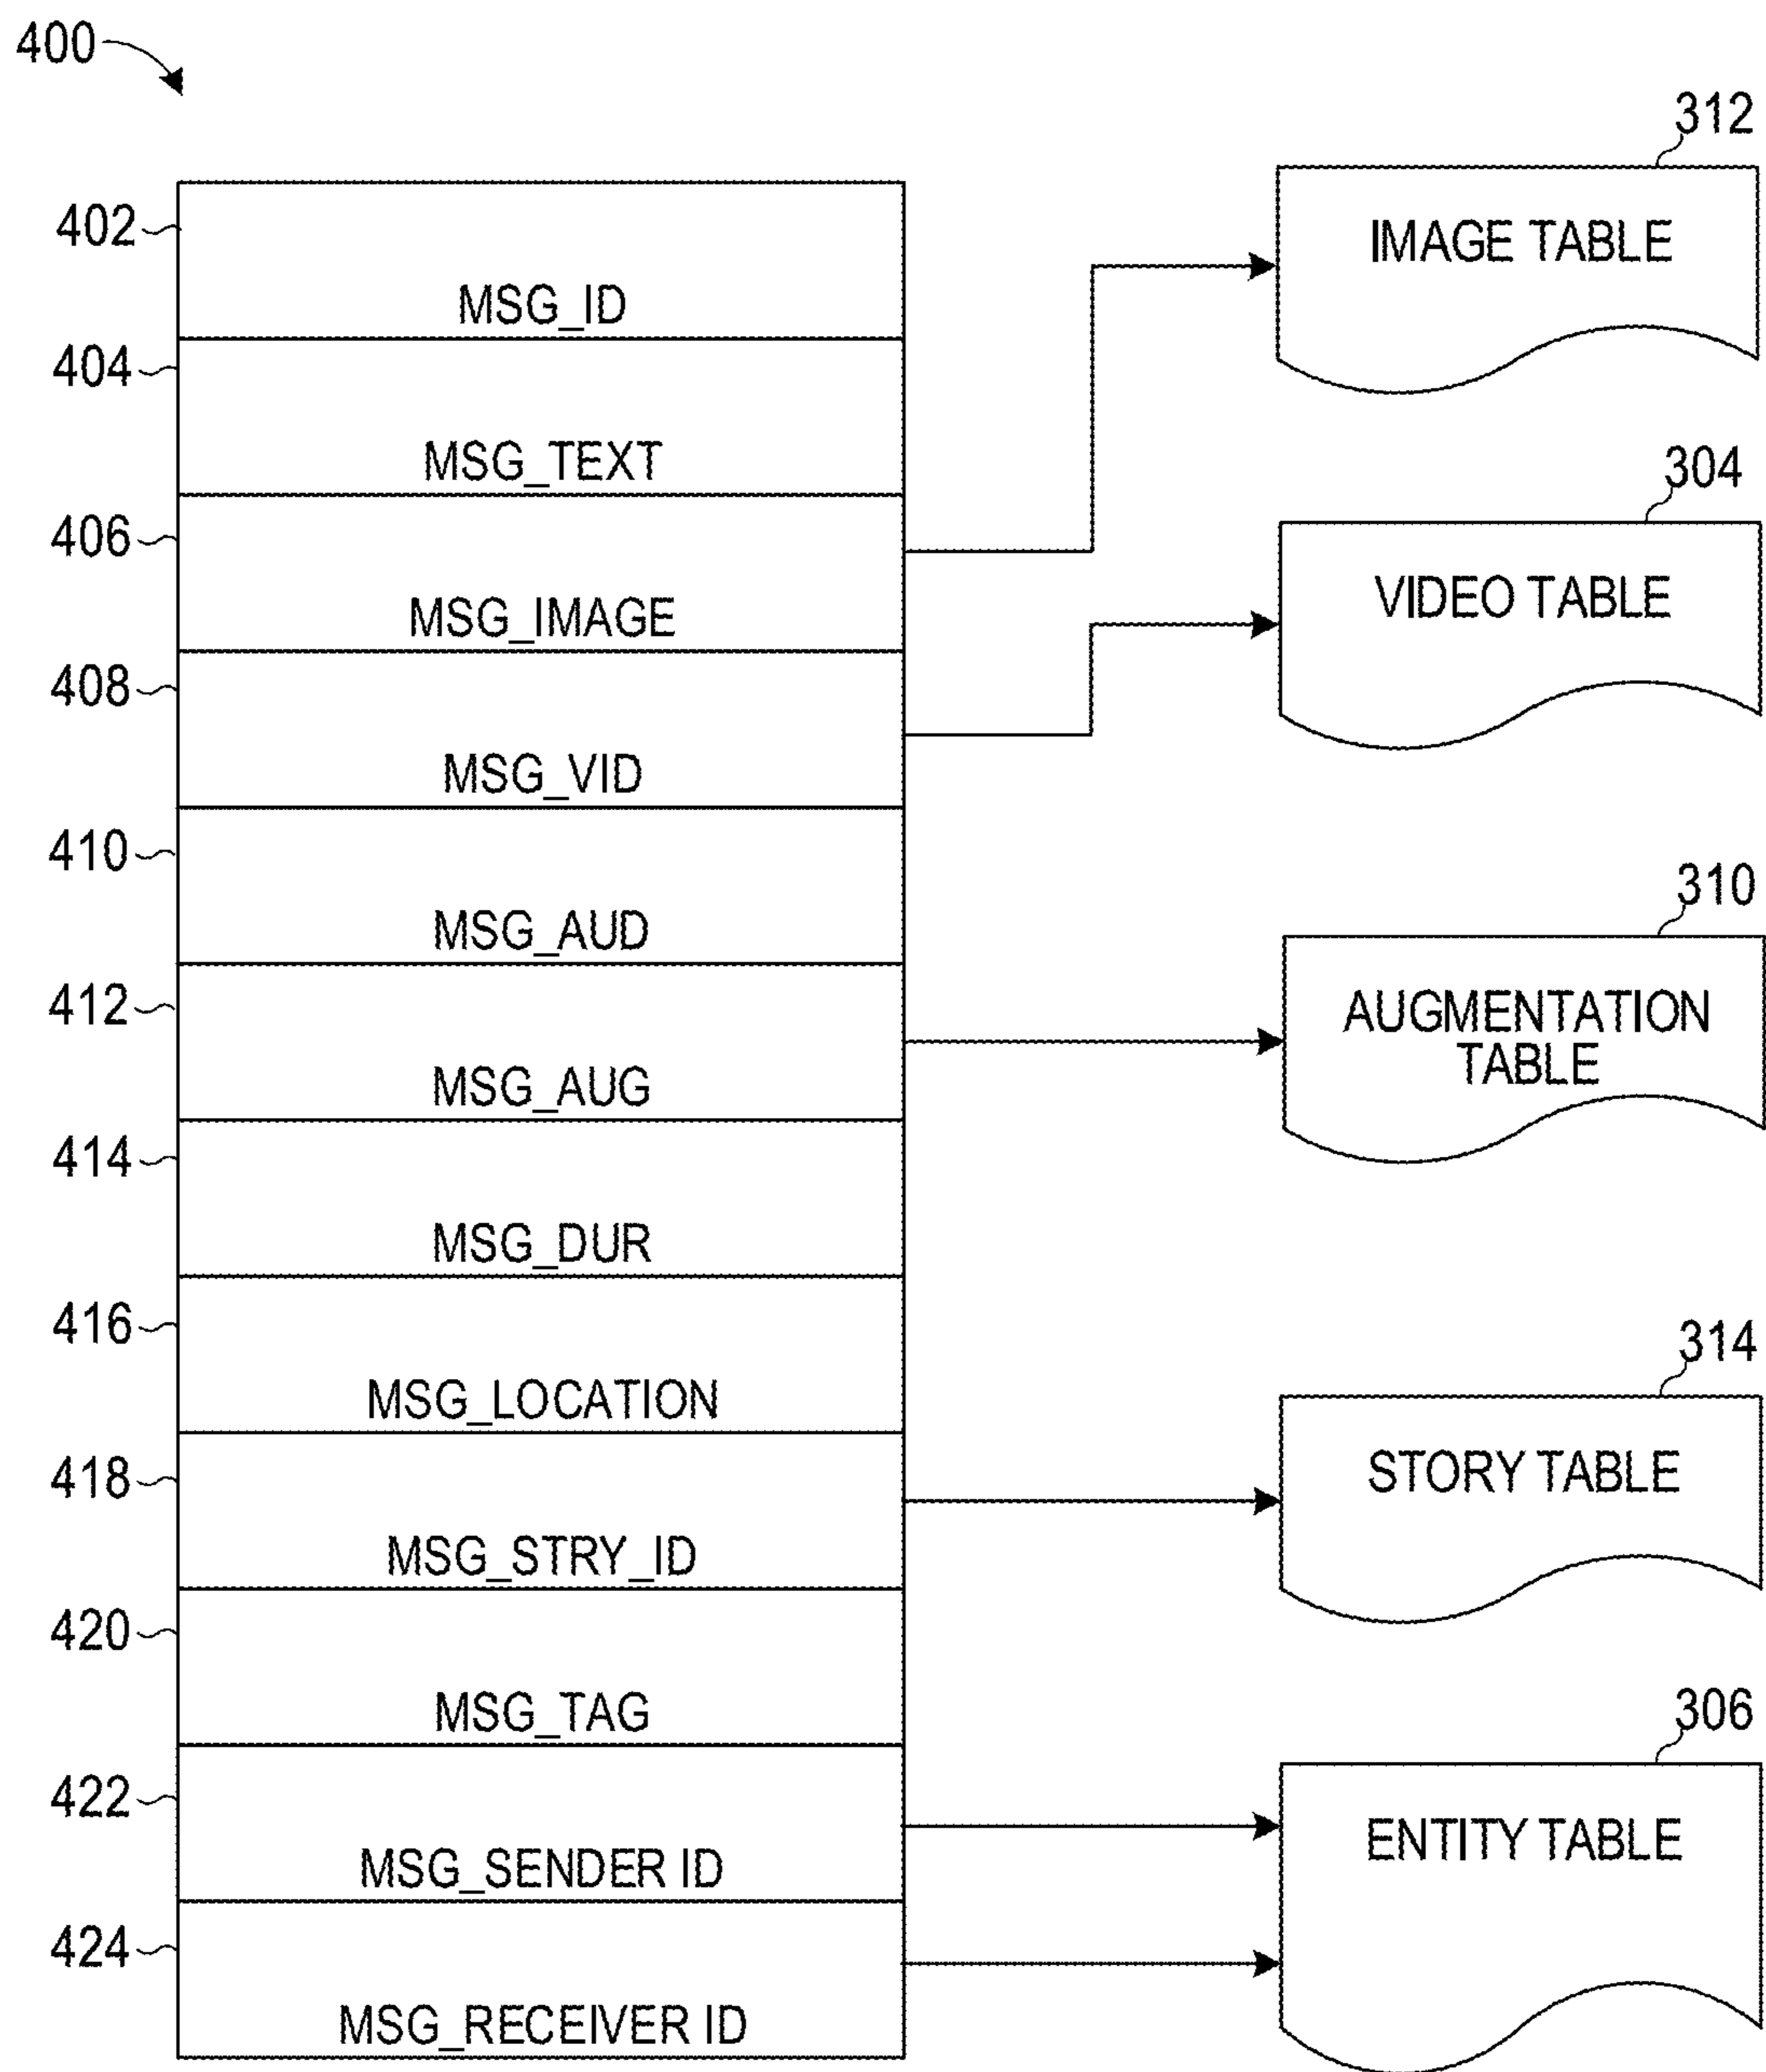 400
312
402
IMAGE TABLE
MSG_ID
404
MSG_TEXT
304
406
VIDEO TABLE
MSG_IMAGE
408
MSG_VID
410
310
MSG_AUD
412
AUGMENTATION
TABLE
MSG_AUG
414
MSG_DUR
416
314
MSG_LOCATION
418
STORY TABLE
MSG_STRY_ID
420
MSG_TAG
306
422
ENTITY TABLE
MSG_SENDER ID
424
MSG_RECEIVER ID